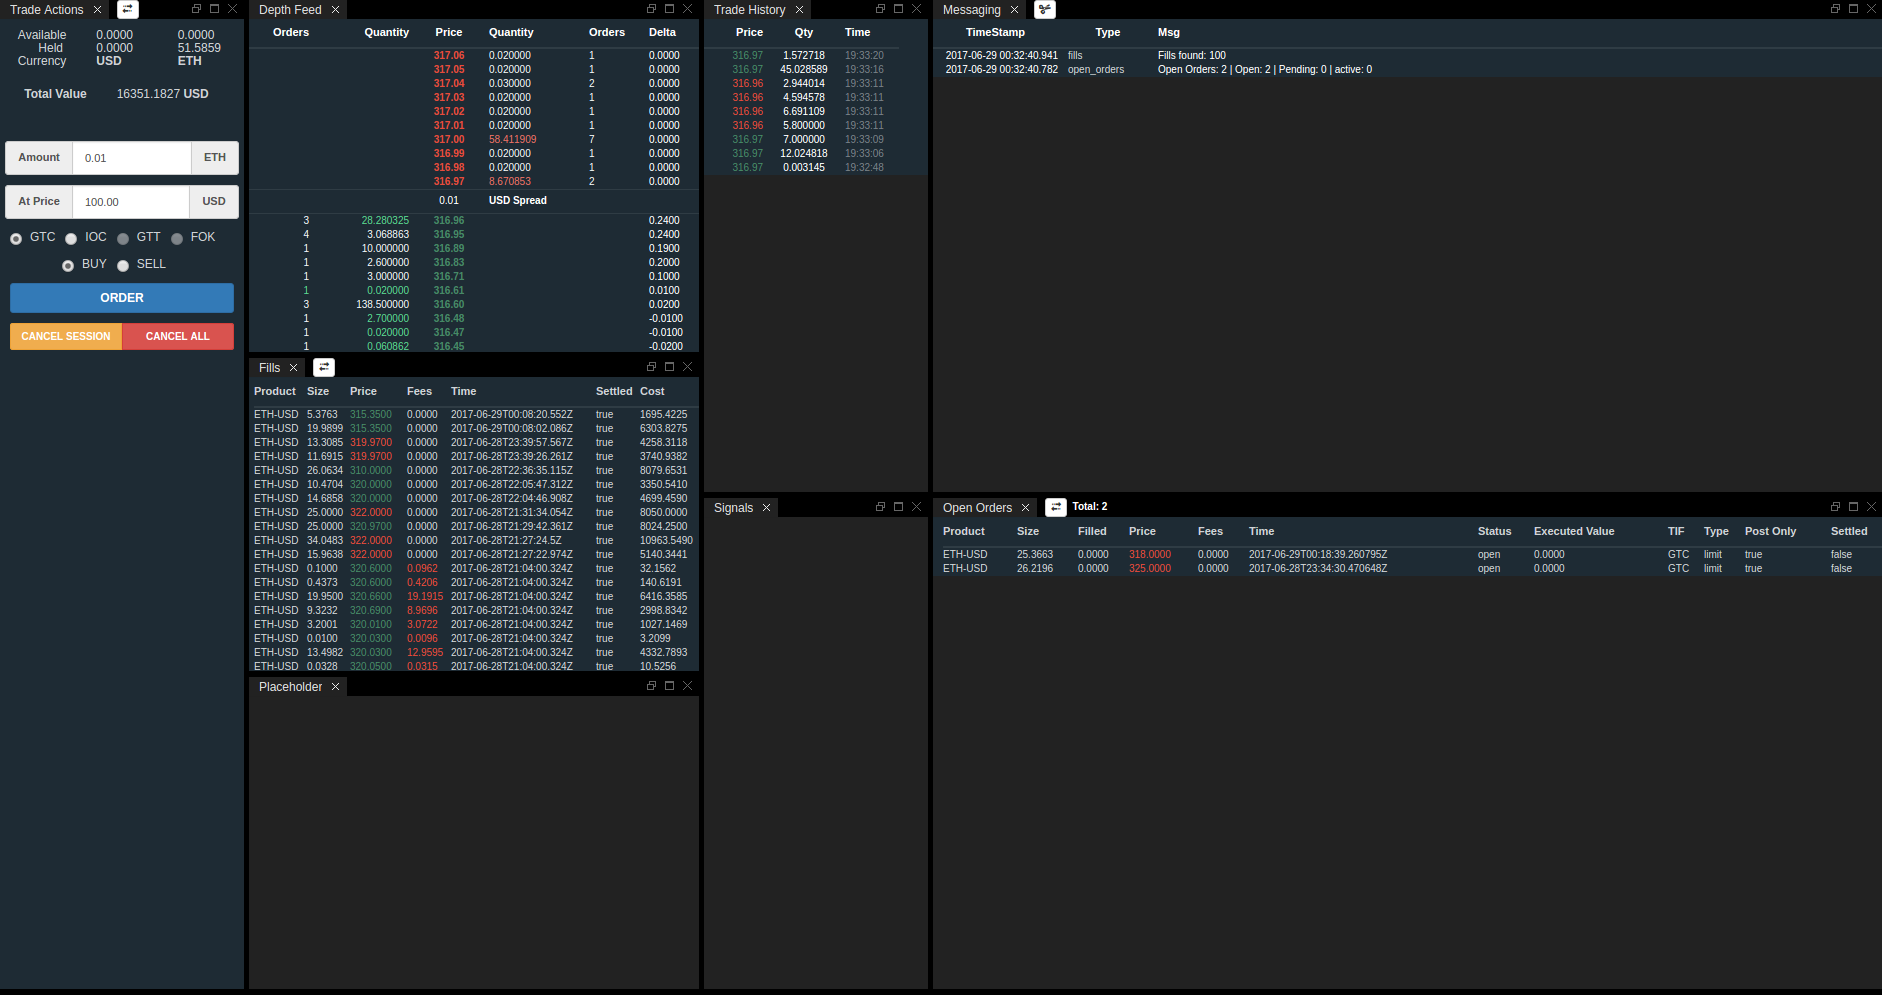 Trade Actions
Available 0.0000 0.0000
Held 0.0000 51.5859
Currency USD ETH
Total Value 16351.1827 USD
Amount 0.01 ETH
At Price 100.00 USD
GTC IOC GTT FOK
BUY SELL
ORDER
CANCEL SESSION CANCEL ALL
Depth Feed
Orders Quantity Price Quantity Orders Delta
317.06 0.020000 1 0.0000
317.05 0.020000 1 0.0000
317.04 0.030000 2 0.0000
317.03 0.020000 1 0.0000
317.02 0.020000 1 0.0000
317.01 0.020000 1 0.0000
317.00 58.411909 7 0.0000
316.99 0.020000 1 0.0000
316.98 0.020000 1 0.0000
316.97 8.670853 2 0.0000
0.01 USD Spread
3 28.280325 316.96 0.2400
4 3.068863 316.95 0.2400
1 10.000000 316.89 0.1900
1 2.600000 316.83 0.2000
1 3.000000 316.71 0.1000
1 0.020000 316.61 0.0100
3 138.500000 316.60 0.0200
1 2.700000 316.48 -0.0100
1 0.020000 316.47 -0.0100
1 0.060862 316.45 -0.0200
Fills
Product Size Price Fees Time Settled Cost
ETH-USD 5.3763 315.3500 0.0000 2017-06-29T00:08:20.552Z true 1695.4225
ETH-USD 19.9899 315.3500 0.0000 2017-06-29T00:08:02.086Z true 6303.8275
ETH-USD 13.3085 319.9700 0.0000 2017-06-28T23:39:57.567Z true 4258.3118
ETH-USD 11.6915 319.9700 0.0000 2017-06-28T23:39:26.261Z true 3740.9382
ETH-USD 26.0634 310.0000 0.0000 2017-06-28T22:36:35.115Z true 8079.6531
ETH-USD 10.4704 320.0000 0.0000 2017-06-28T22:05:47.312Z true 3350.5410
ETH-USD 14.6858 320.0000 0.0000 2017-06-28T22:04:46.908Z true 4699.4590
ETH-USD 25.0000 322.0000 0.0000 2017-06-28T21:31:34.054Z true 8050.0000
ETH-USD 25.0000 320.9700 0.0000 2017-06-28T21:29:42.361Z true 8024.2500
ETH-USD 34.0483 322.0000 0.0000 2017-06-28T21:27:24.5Z true 10963.5490
ETH-USD 15.9638 322.0000 0.0000 2017-06-28T21:27:22.974Z true 5140.3441
ETH-USD 0.1000 320.6000 0.0962 2017-06-28T21:04:00.324Z true 32.1562
ETH-USD 0.4373 320.6000 0.4206 2017-06-28T21:04:00.324Z true 140.6191
ETH-USD 19.9500 320.6600 19.1915 2017-06-28T21:04:00.324Z true 6416.3585
ETH-USD 9.3232 320.6900 8.9696 2017-06-28T21:04:00.324Z true 2998.8342
ETH-USD 3.2001 320.0100 3.0722 2017-06-28T21:04:00.324Z true 1027.1469
ETH-USD 0.0100 320.0300 0.0096 2017-06-28T21:04:00.324Z true 3.2099
ETH-USD 13.4982 320.0300 12.9595 2017-06-28T21:04:00.324Z true 4332.7893
ETH-USD 0.0328 320.0500 0.0315 2017-06-28T21:04:00.324Z true 10.5256
Placeholder
Trade History
Price Qty Time
316.97 1.572718 19:33:20
316.97 45.028589 19:33:16
316.96 2.944014 19:33:11
316.96 4.594578 19:33:11
316.96 6.691109 19:33:11
316.96 5.800000 19:33:11
316.97 7.000000 19:33:09
316.97 12.024818 19:33:06
316.97 0.003145 19:32:48
Signals
Messaging
TimeStamp Type Msg
2017-06-29 00:32:40.941 fills Fills found: 100
2017-06-29 00:32:40.782 open_orders Open Orders: 2 | Open: 2 | Pending: 0 | active: 0
Open Orders Total: 2
Product Size Filled Price Fees Time Status Executed Value TIF Type Post Only Settled
ETH-USD 25.3663 0.0000 318.0000 0.0000 2017-06-29T00:18:39.260795Z open 0.0000 GTC limit true false
ETH-USD 26.2196 0.0000 325.0000 0.0000 2017-06-28T23:34:30.470648Z open 0.0000 GTC limit true false